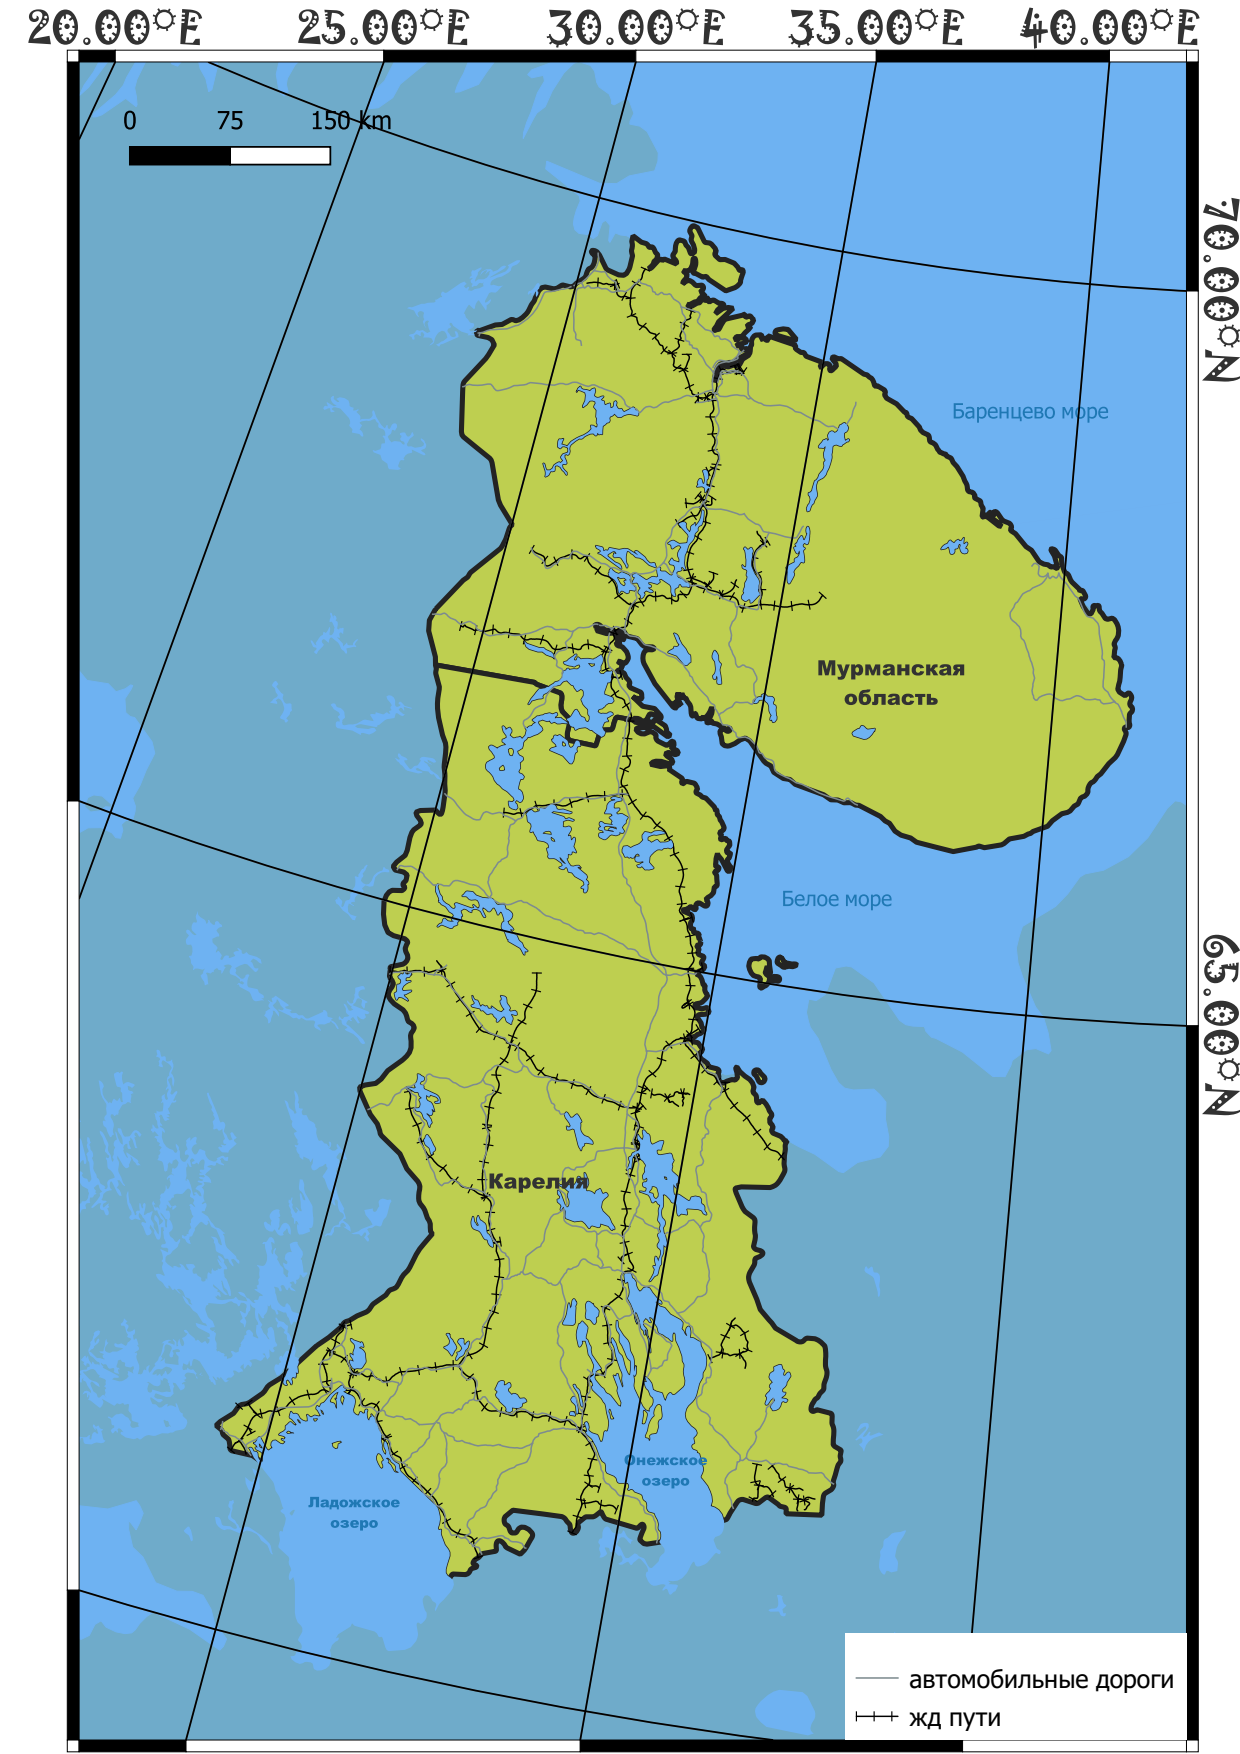 20.00°E 25.00°E 30.00°E 35.00°E 40.00°E
0 75 150 km
70.00°N
Баренцево море
Мурманская
область
Белое море
65.00°N
Карелия
Онежское
озеро
Ладожское
озеро
автомобильные дороги
жд пути